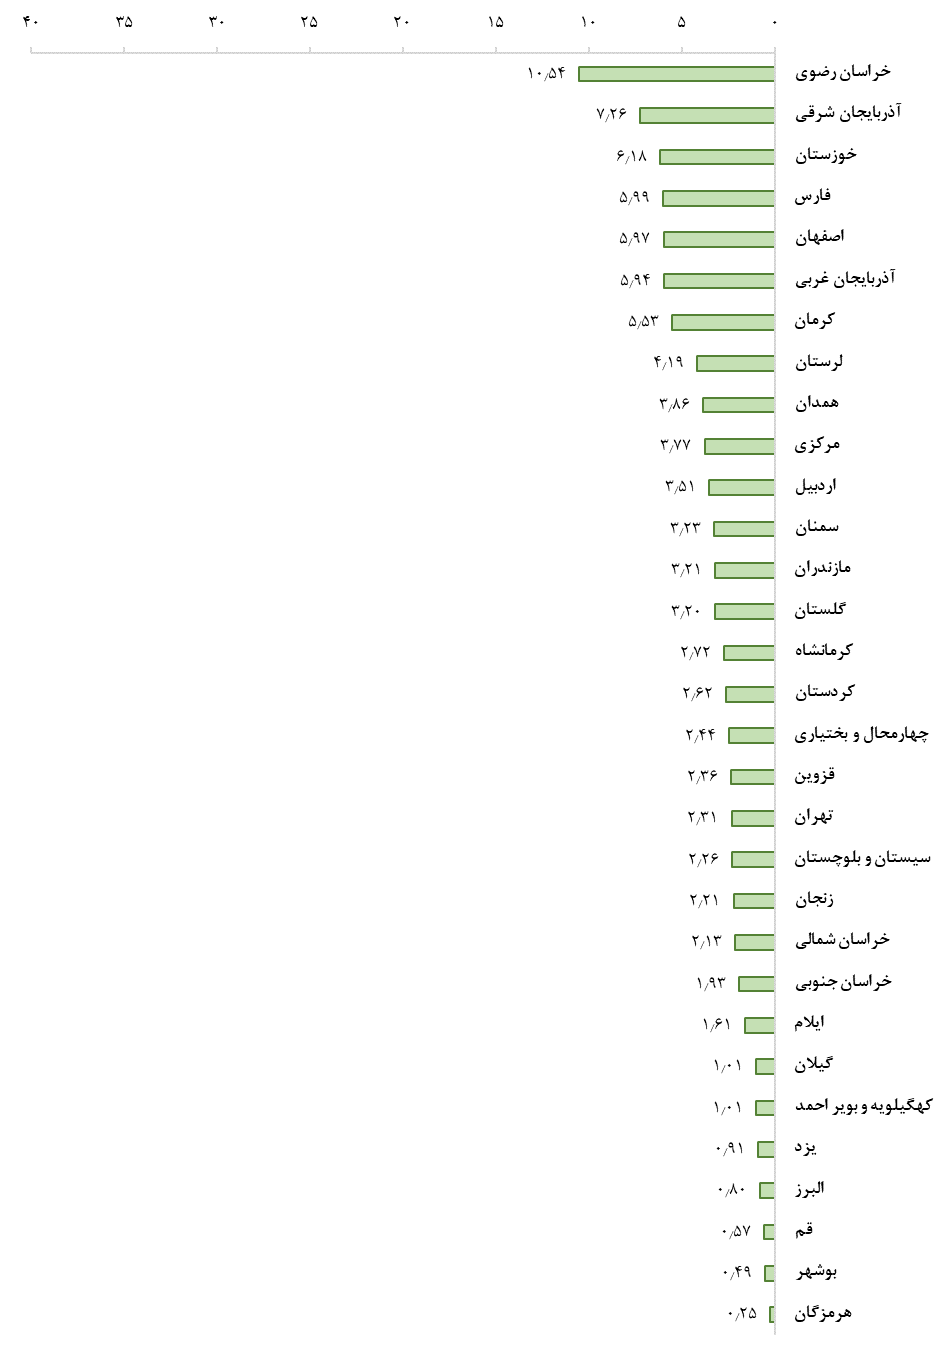 ۰ ۵ ۱۰ ۱۵ ۲۰ ۲۵ ۳۰ ۳۵ ۴۰
خراسان رضوی ۱۰٫۵۴
آذربایجان شرقی ۷٫۲۶
خوزستان ۶٫۱۸
فارس ۵٫۹۹
اصفهان ۵٫۹۷
آذربایجان غربی ۵٫۹۴
کرمان ۵٫۵۳
لرستان ۴٫۱۹
همدان ۳٫۸۶
مرکزی ۳٫۷۷
اردبیل ۳٫۵۱
سمنان ۳٫۲۳
مازندران ۳٫۲۱
گلستان ۳٫۲۰
کرمانشاه ۲٫۷۲
کردستان ۲٫۶۲
چهارمحال و بختیاری ۲٫۴۴
قزوین ۲٫۳۶
تهران ۲٫۳۱
سیستان و بلوچستان ۲٫۲۶
زنجان ۲٫۲۱
خراسان شمالی ۲٫۱۳
خراسان جنوبی ۱٫۹۳
ایلام ۱٫۶۱
گیلان ۱٫۰۱
کهگیلویه و بویر احمد ۱٫۰۱
یزد ۰٫۹۱
البرز ۰٫۸۰
قم ۰٫۵۷
بوشهر ۰٫۴۹
هرمزگان ۰٫۲۵